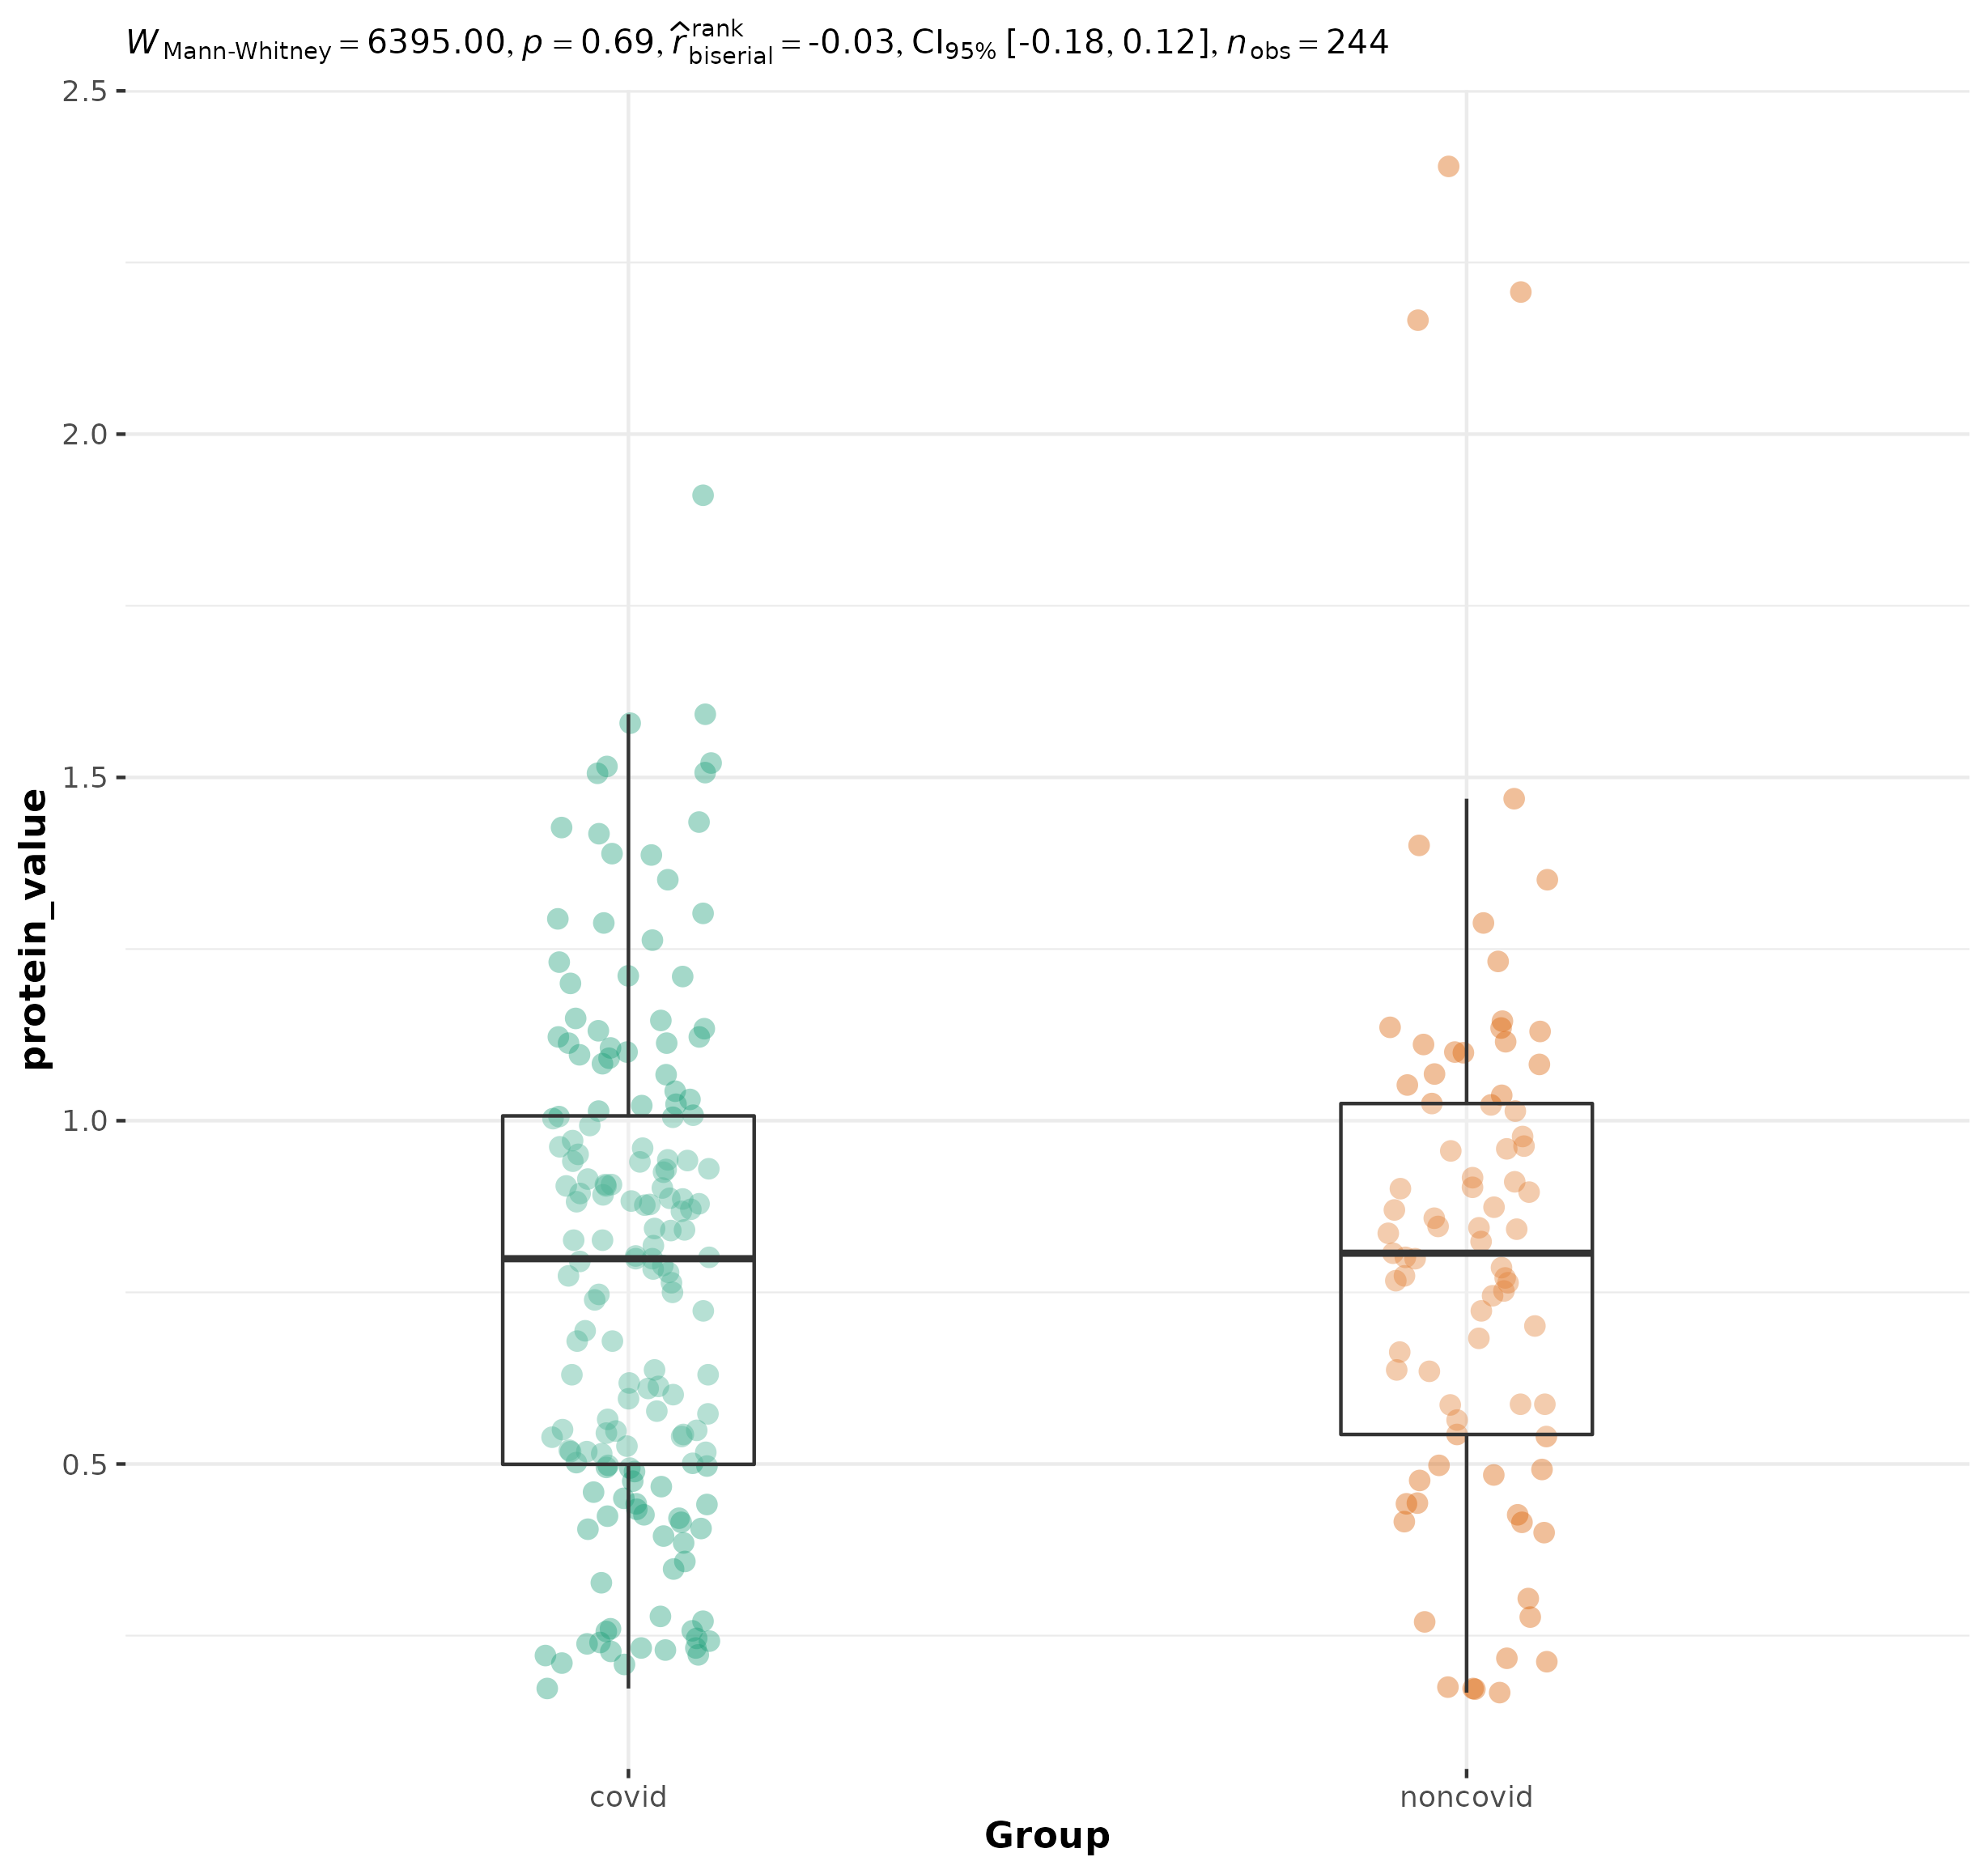 W Mann-Whitney = 6395.00, p = 0.69, r̂ rank biserial = -0.03, CI95% [-0.18, 0.12], n obs = 244
2.5
2.0
1.5
1.0
0.5
protein_value
covid noncovid
Group